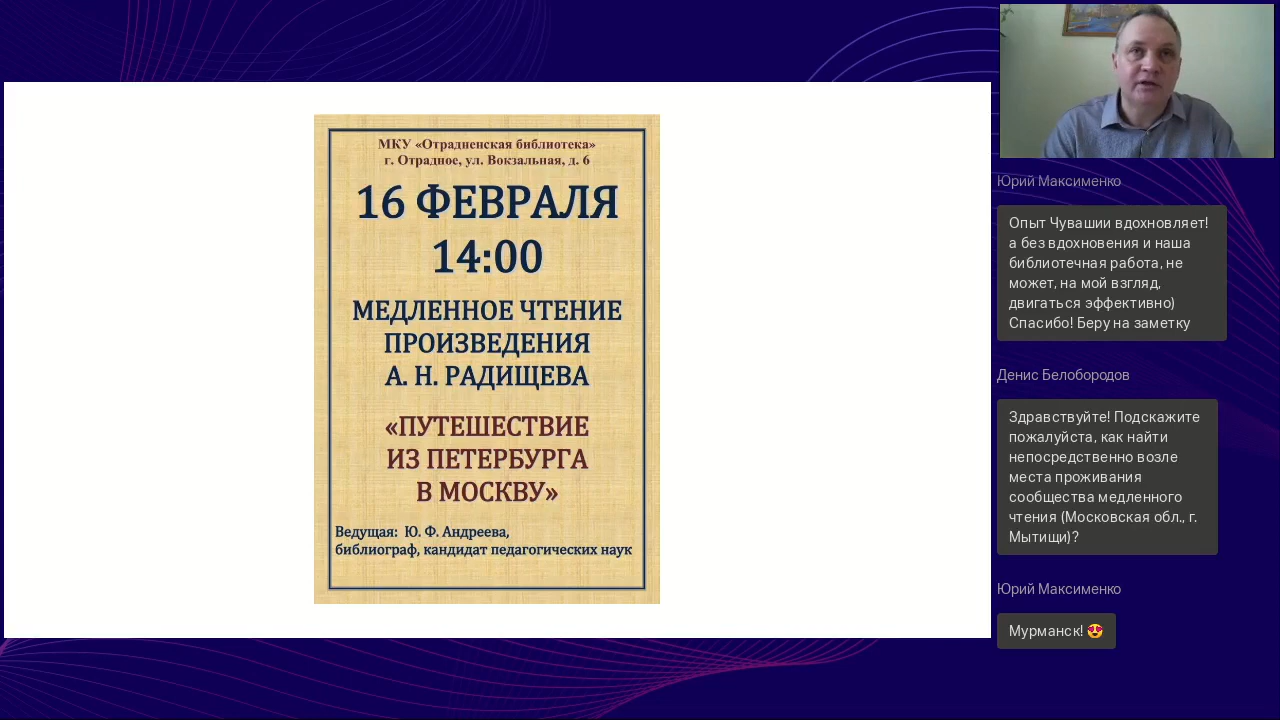 МКУ «Отрадненская библиотека»
г. Отрадное, ул. Вокзальная, д. 6
16 ФЕВРАЛЯ
14:00
МЕДЛЕННОЕ ЧТЕНИЕ
ПРОИЗВЕДЕНИЯ
А. Н. РАДИЩЕВА
«ПУТЕШЕСТВИЕ
ИЗ ПЕТЕРБУРГА
В МОСКВУ»
Ведущая: Ю. Ф. Андреева,
библиограф, кандидат педагогических наук
Юрий Максименко
Опыт Чувашии вдохновляет!
а без вдохновения и наша
библиотечная работа, не
может, на мой взгляд,
двигаться эффективно)
Спасибо! Беру на заметку
Денис Белобородов
Здравствуйте! Подскажите
пожалуйста, как найти
непосредственно возле
места проживания
сообщества медленного
чтения (Московская обл., г.
Мытищи)?
Юрий Максименко
Мурманск! 😍